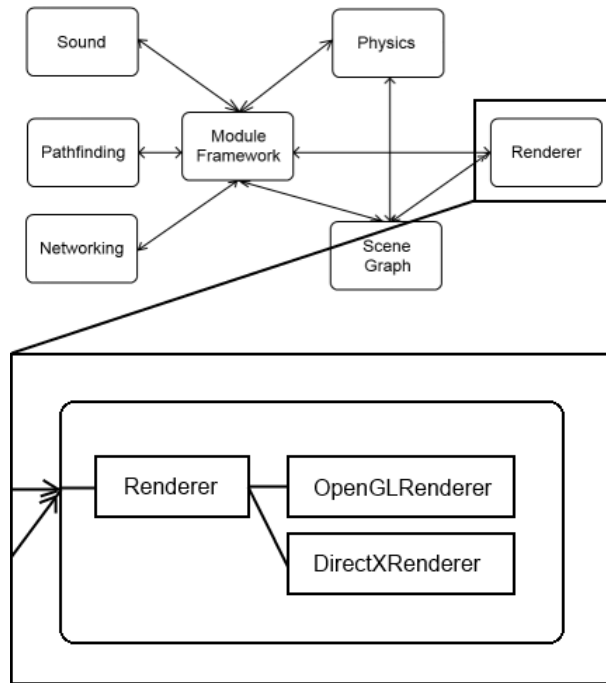 Sound
Physics
Pathfinding
Module
Framework
Renderer
Networking
Scene
Graph
Renderer
OpenGLRenderer
DirectXRenderer